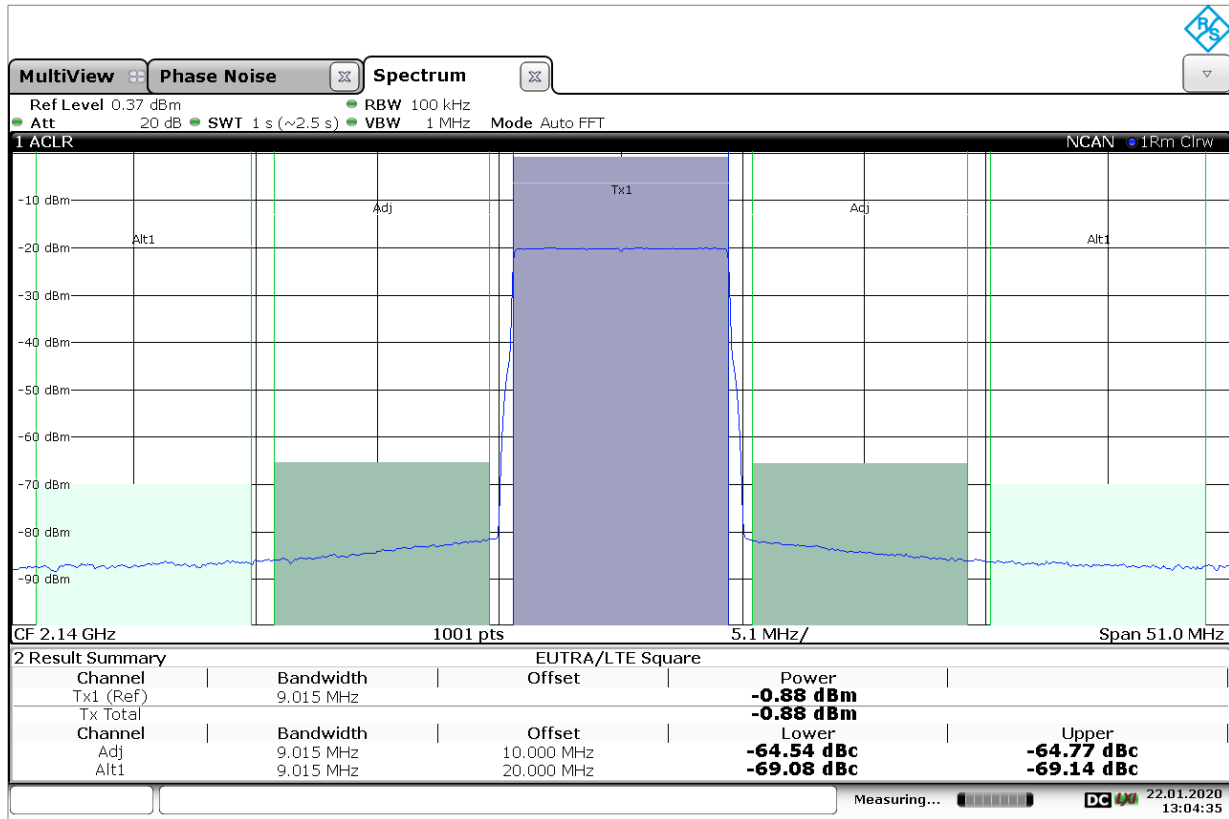 R&S
MultiView Phase Noise Spectrum
Ref Level 0.37 dBm RBW 100 kHz
Att 20 dB SWT 1 s (~2.5 s) VBW 1 MHz Mode Auto FFT
1 ACLR NCAN 1Rm Clrw
Tx1
-10 dBm
Adj Adj
Alt1 Alt1
-20 dBm
-30 dBm
-40 dBm
-50 dBm
-60 dBm
-70 dBm
-80 dBm
-90 dBm
CF 2.14 GHz 1001 pts 5.1 MHz/ Span 51.0 MHz
2 Result Summary EUTRA/LTE Square
Channel Bandwidth Offset Power
Tx1 (Ref) 9.015 MHz -0.88 dBm
Tx Total -0.88 dBm
Channel Bandwidth Offset Lower Upper
Adj 9.015 MHz 10.000 MHz -64.54 dBc -64.77 dBc
Alt1 9.015 MHz 20.000 MHz -69.08 dBc -69.14 dBc
Measuring... DC LXI 22.01.2020
13:04:35